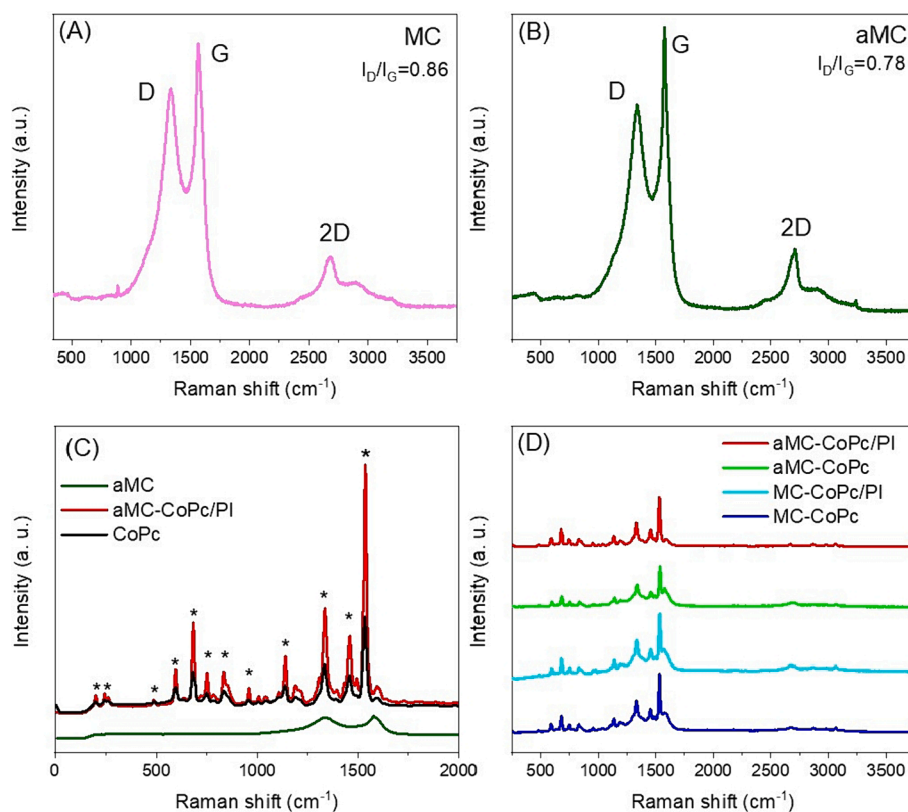 (A)
MC
I_D/I_G=0.86
D
G
2D
Intensity (a.u.)
500 1000 1500 2000 2500 3000 3500
Raman shift (cm⁻¹)
(B)
aMC
I_D/I_G=0.78
D
G
2D
Intensity (a.u.)
500 1000 1500 2000 2500 3000 3500
Raman shift (cm⁻¹)
(C)
aMC
aMC-CoPc/PI
CoPc
* * * * * * * * * * * * *
Intensity (a. u.)
0 500 1000 1500 2000
Raman shift (cm⁻¹)
(D)
aMC-CoPc/PI
aMC-CoPc
MC-CoPc/PI
MC-CoPc
Intensity (a. u.)
500 1000 1500 2000 2500 3000 3500
Raman shift (cm⁻¹)